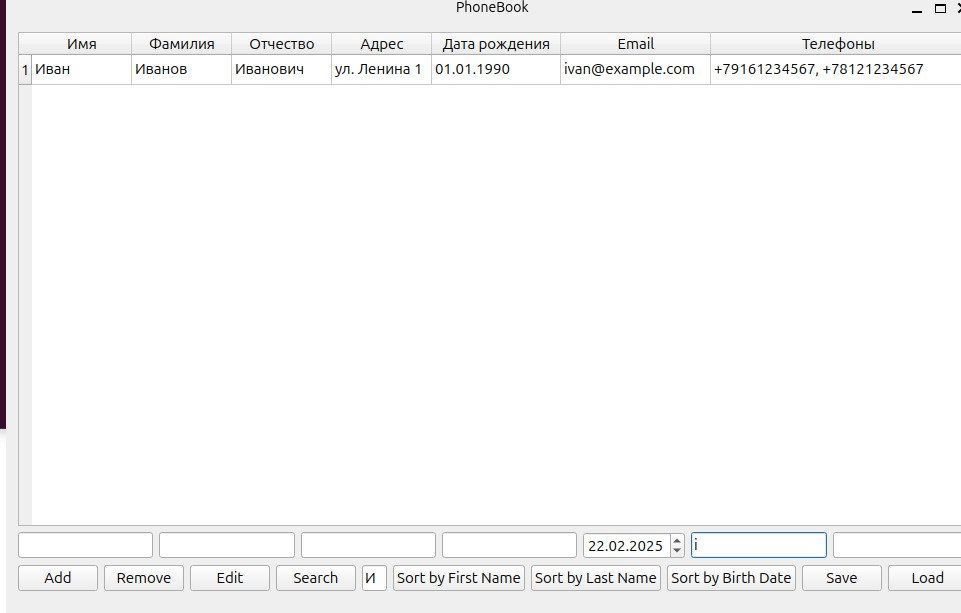 PhoneBook
Имя Фамилия Отчество Адрес Дата рождения Email Телефоны
1 Иван Иванов Иванович ул. Ленина 1 01.01.1990 ivan@example.com +79161234567, +78121234567
22.02.2025 i
Add Remove Edit Search И Sort by First Name Sort by Last Name Sort by Birth Date Save Load